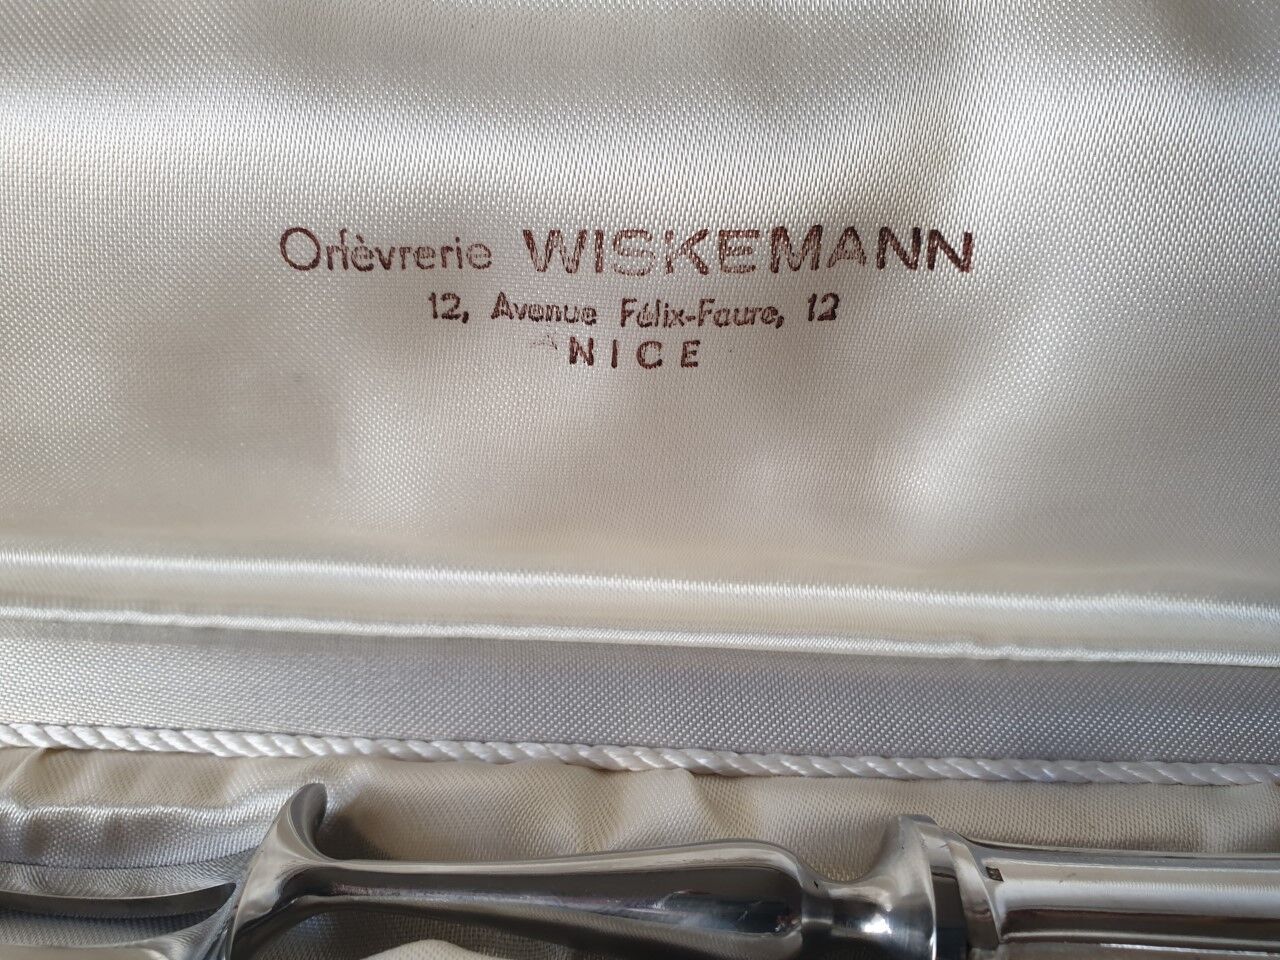 Orfèvrerie WISKEMANN
12, Avenue Félix-Faure, 12
NICE